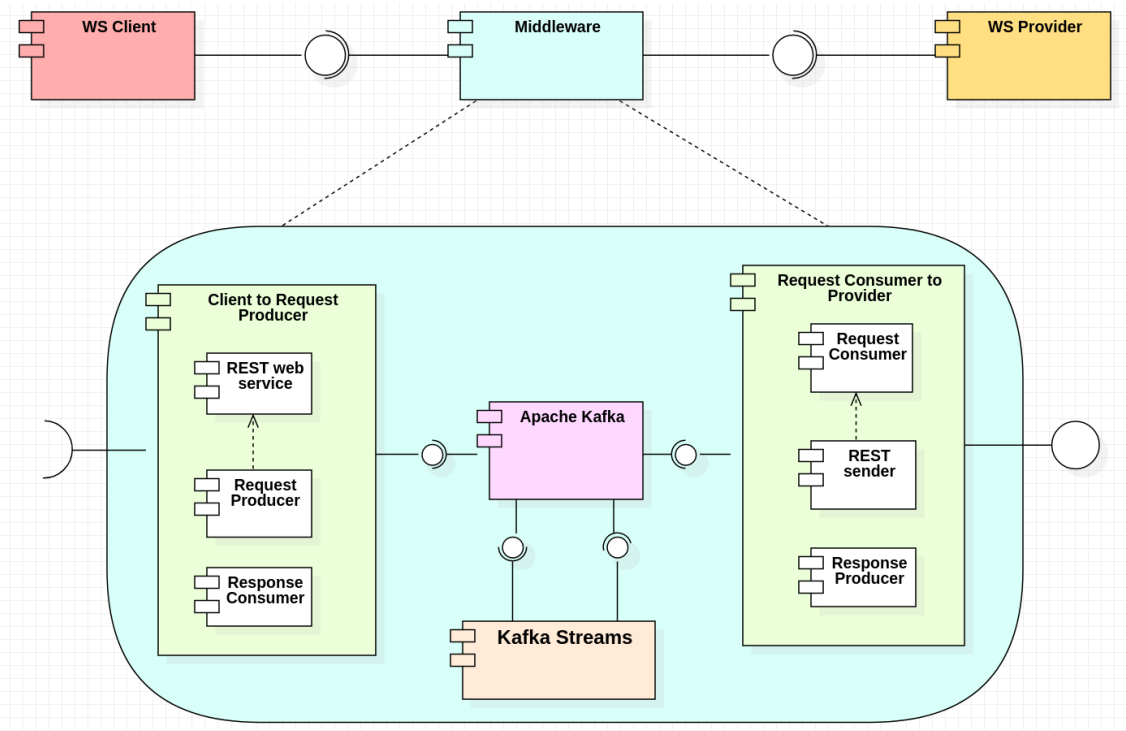 WS Client
Middleware
WS Provider
Client to Request
Producer
REST web
service
Request
Producer
Response
Consumer
Apache Kafka
Kafka Streams
Request Consumer to
Provider
Request
Consumer
REST
sender
Response
Producer